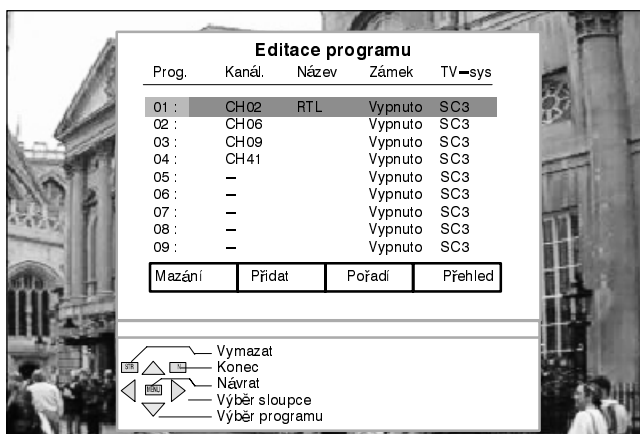 Editace programu
Prog. Kanál. Název Zámek TV–sys
01 : CH02 RTL Vypnuto SC3
02 : CH06 Vypnuto SC3
03 : CH09 Vypnuto SC3
04 : CH41 Vypnuto SC3
05 : – Vypnuto SC3
06 : – Vypnuto SC3
07 : – Vypnuto SC3
08 : – Vypnuto SC3
09 : – Vypnuto SC3
Mazání Přidat Pořadí Přehled
Vymazat
STR N Konec
Návrat
MENU Výběr sloupce
Výběr programu